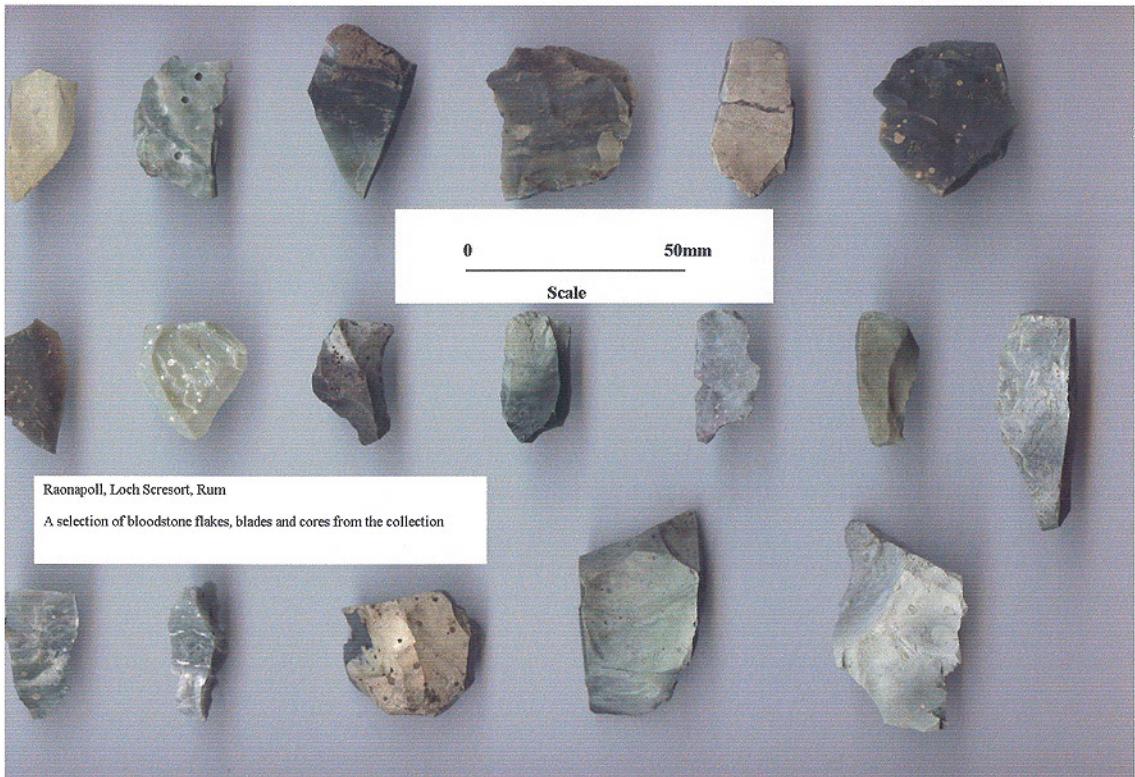 0 50mm
Scale
Raonapoll, Loch Scresort, Rum
A selection of bloodstone flakes, blades and cores from the collection